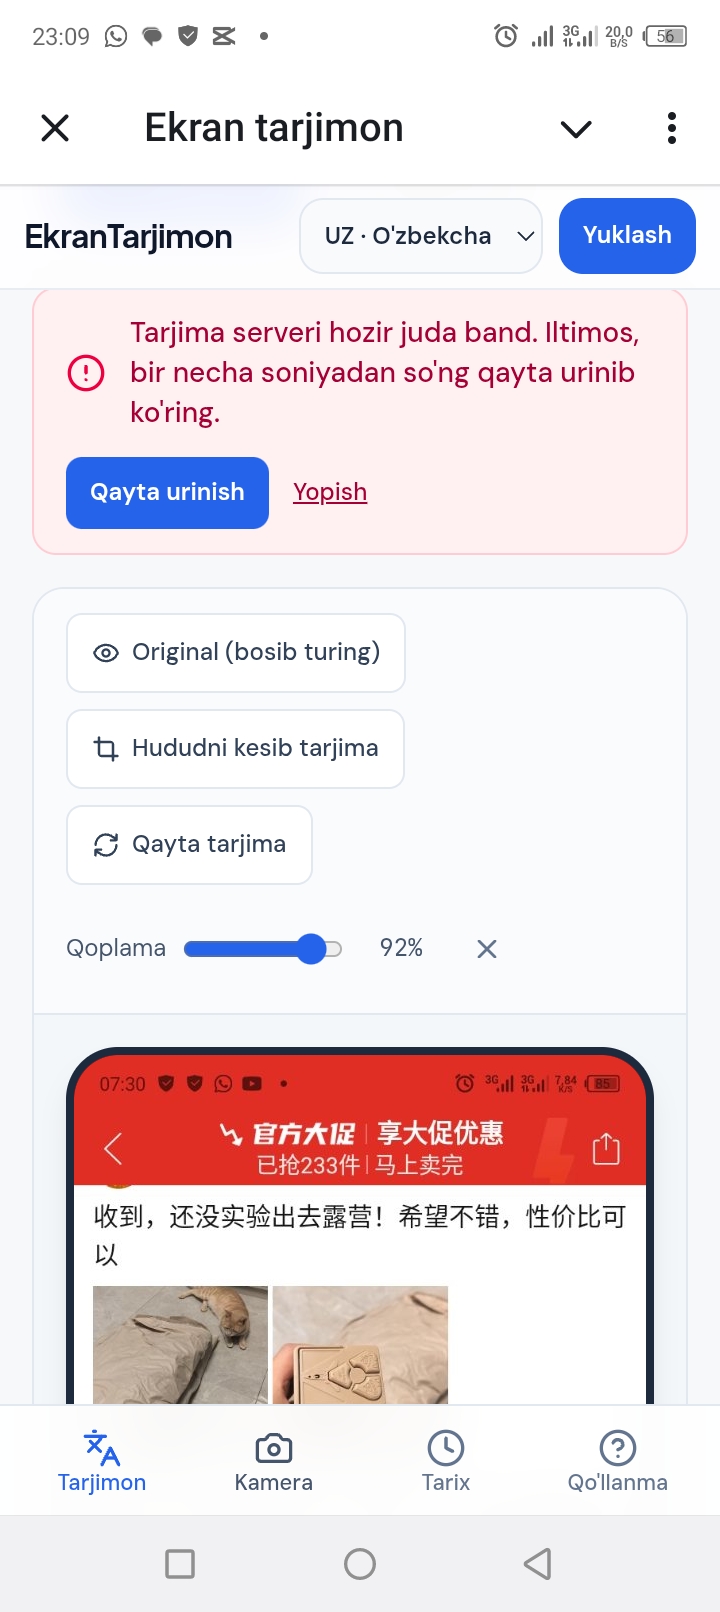 23:09
3G
20,0
B/S
56
Ekran tarjimon
EkranTarjimon
UZ · O'zbekcha
Yuklash
Tarjima serveri hozir juda band. Iltimos,
bir necha soniyadan so'ng qayta urinib
ko'ring.
Qayta urinish
Yopish
Original (bosib turing)
Hududni kesib tarjima
Qayta tarjima
Qoplama
92%
07:30
3G
3G
7,84
K/S
85
官方大促 | 享大促优惠
已抢233件 | 马上卖完
收到，还没实验出去露营！希望不错，性价比可
以
Tarjimon
Kamera
Tarix
Qo'llanma